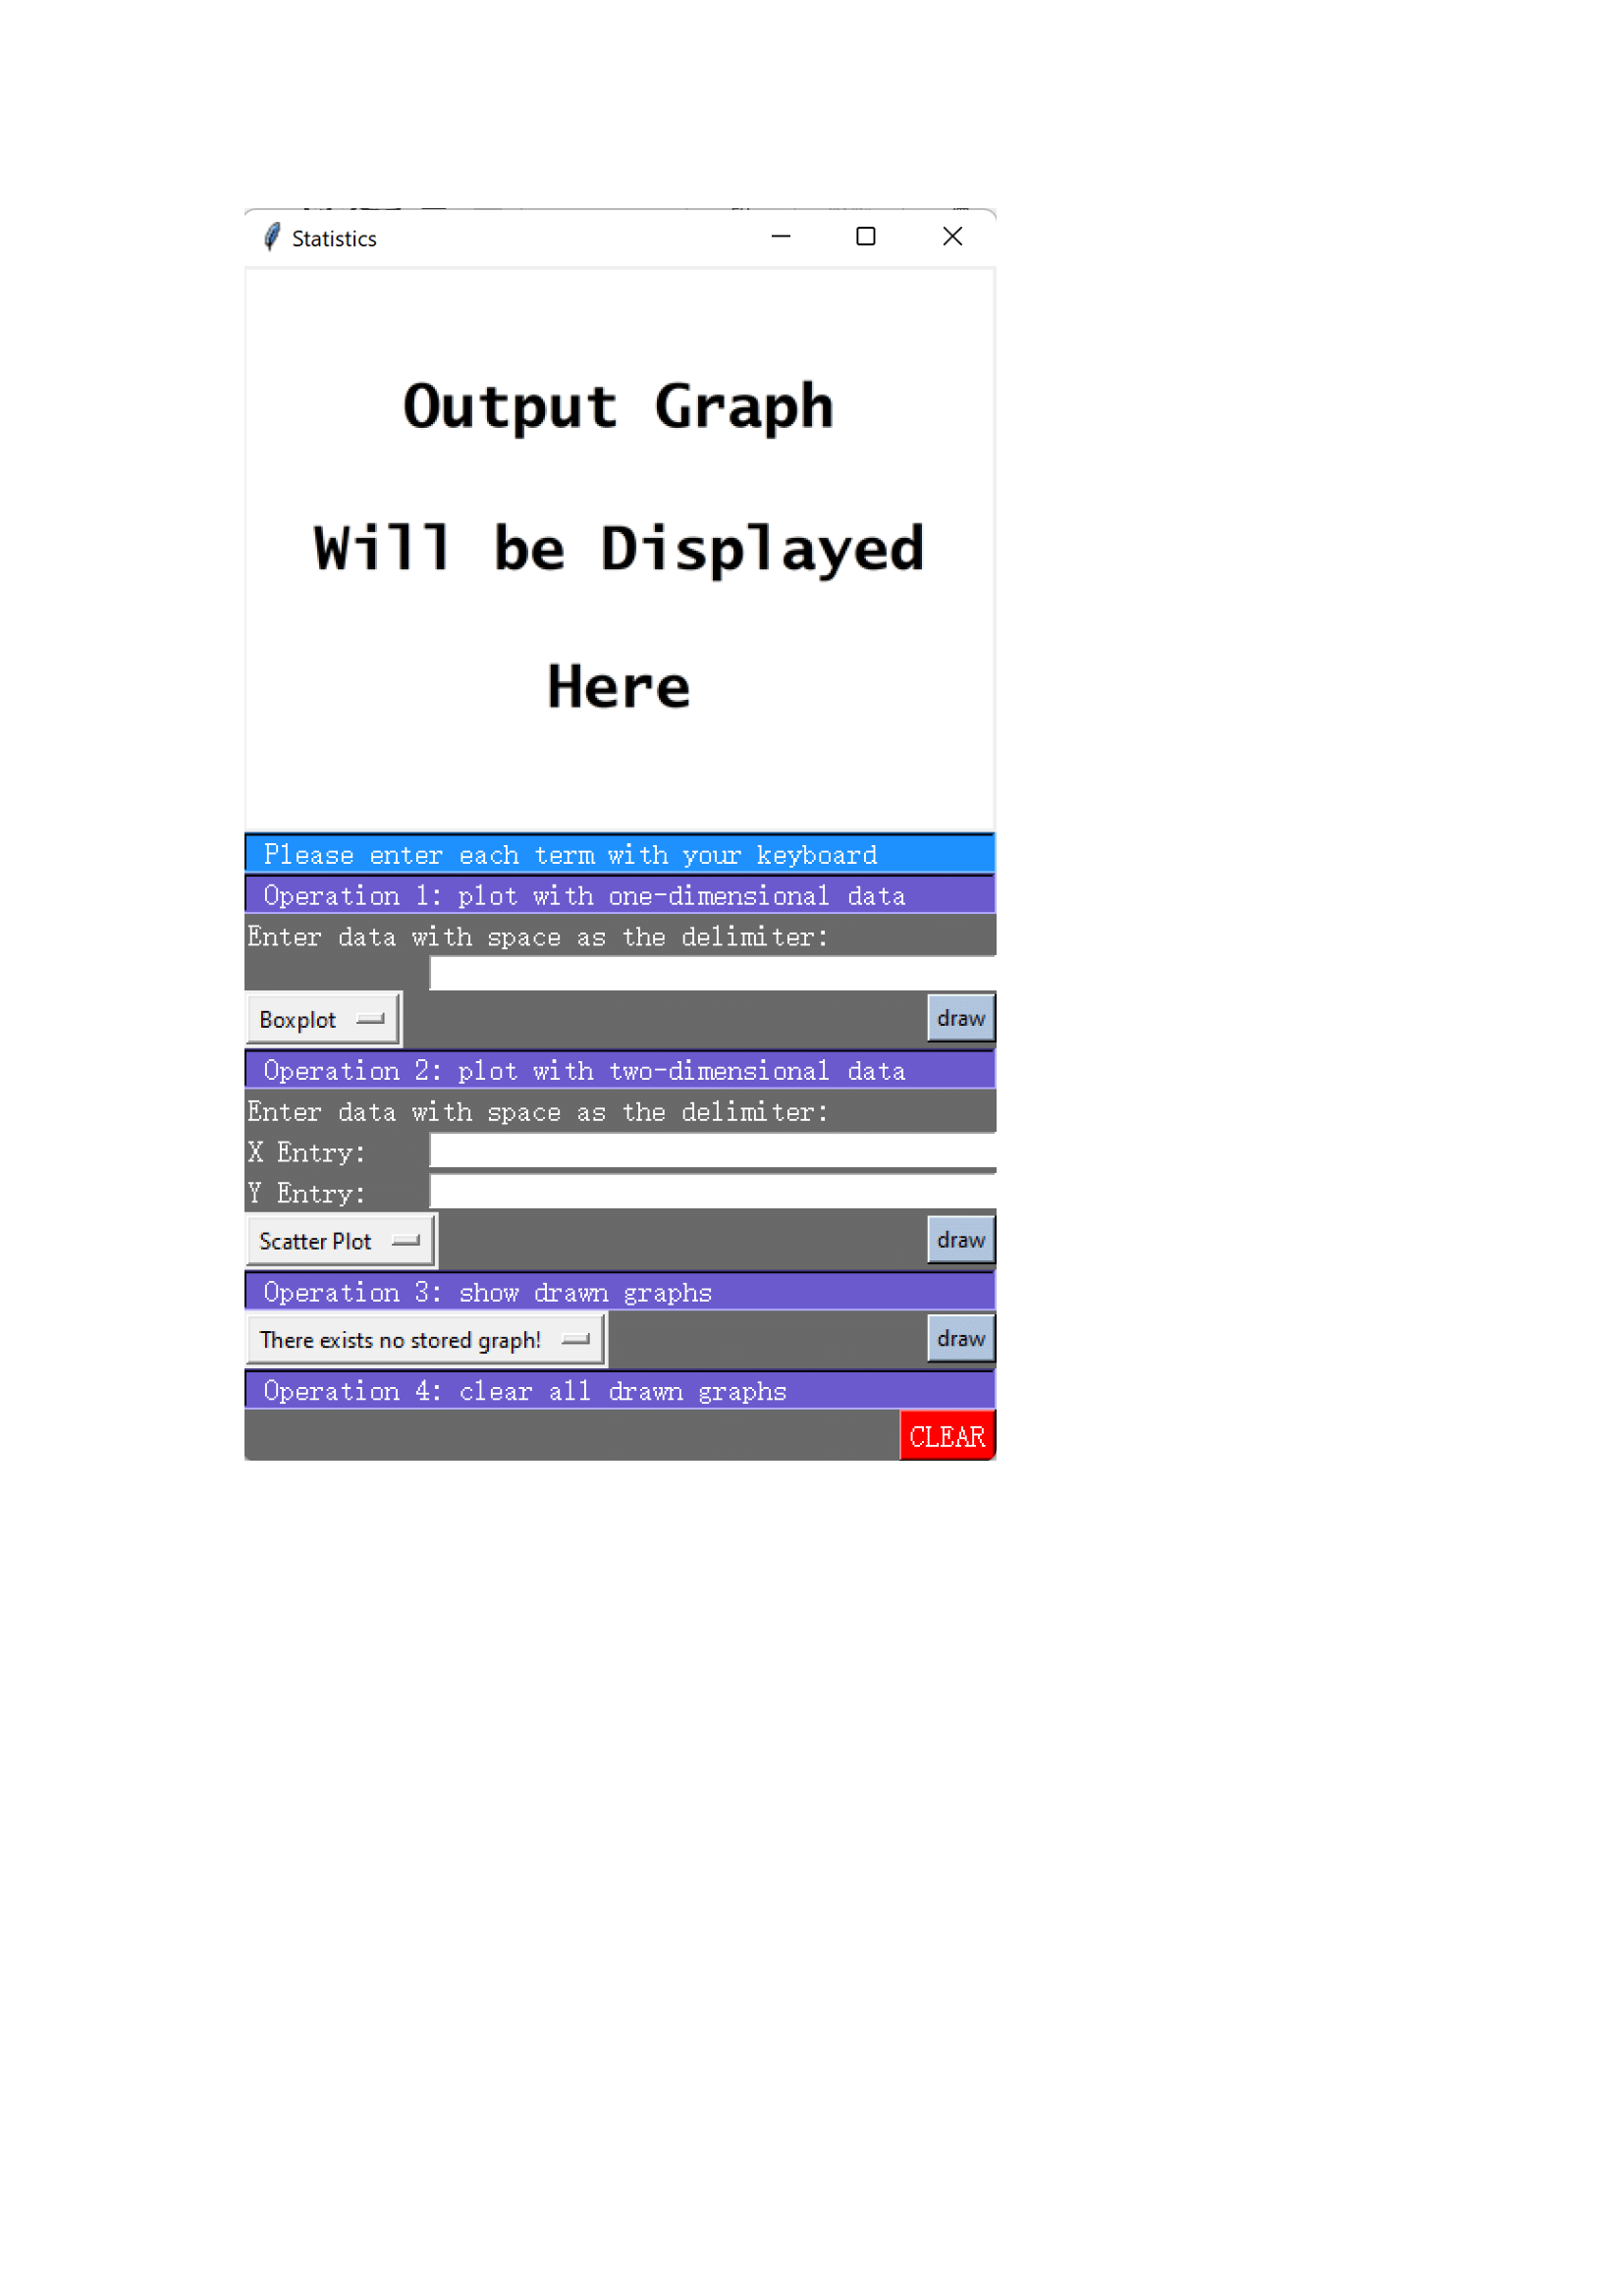 Statistics
Output Graph
Will be Displayed
Here
Please enter each term with your keyboard
Operation 1: plot with one-dimensional data
Enter data with space as the delimiter:
Boxplot draw
Operation 2: plot with two-dimensional data
Enter data with space as the delimiter:
X Entry:
Y Entry:
Scatter Plot draw
Operation 3: show drawn graphs
There exists no stored graph! draw
Operation 4: clear all drawn graphs
CLEAR